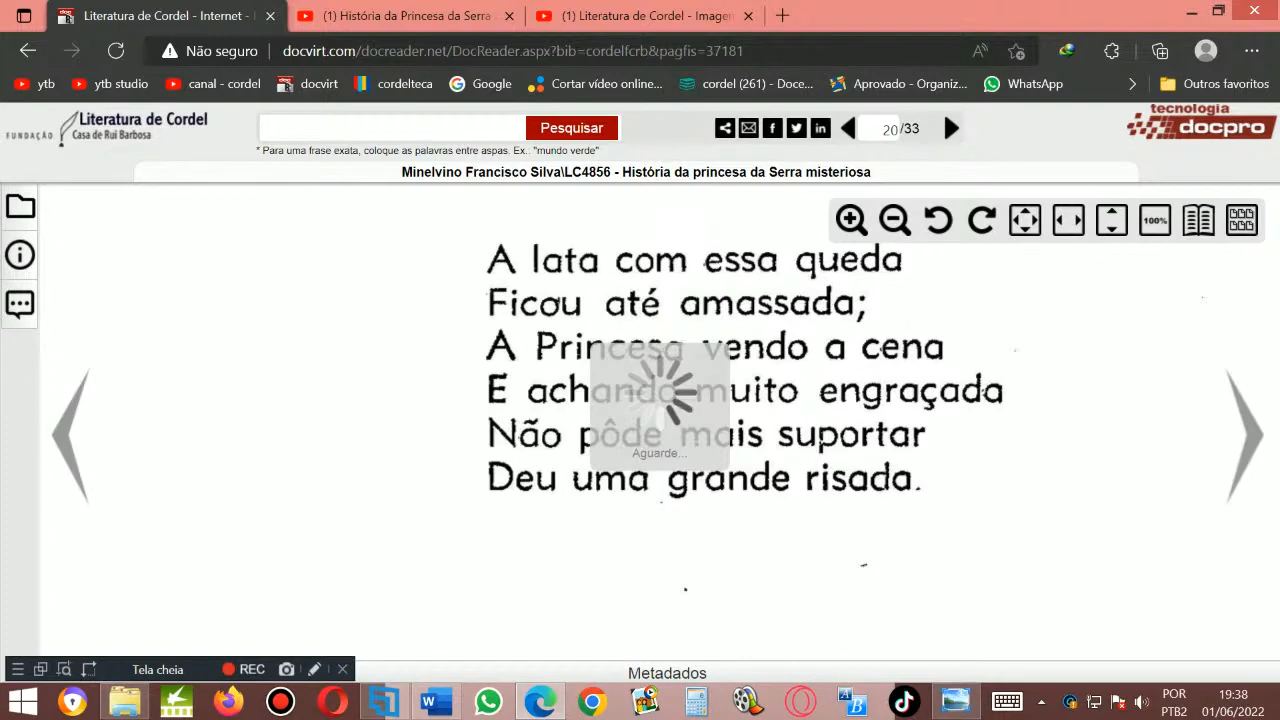 Literatura de Cordel - Internet -
(1) História da Princesa da Serra
(1) Literatura de Cordel - Imagen
Não seguro
docvirt.com/docreader.net/DocReader.aspx?bib=cordelfcrb&pagfis=37181
ytb
ytb studio
canal - cordel
docvirt
cordelteca
Google
Cortar vídeo online...
cordel (261) - Doce...
Aprovado - Organiz...
WhatsApp
Outros favoritos
FUNDAÇÃO
Literatura de Cordel
Casa de Rui Barbosa
Pesquisar
20/33
tecnologia
docpro
* Para uma frase exata, coloque as palavras entre aspas. Ex.: "mundo verde"
Minelvino Francisco Silva\LC4856 - História da princesa da Serra misteriosa
100%
A lata com essa queda
Ficou até amassada;
A Princesa vendo a cena
E achando muito engraçada
Não pôde mais suportar
Deu uma grande risada.
Aguarde...
Tela cheia
REC
Metadados
POR
PTB2
19:38
01/06/2022